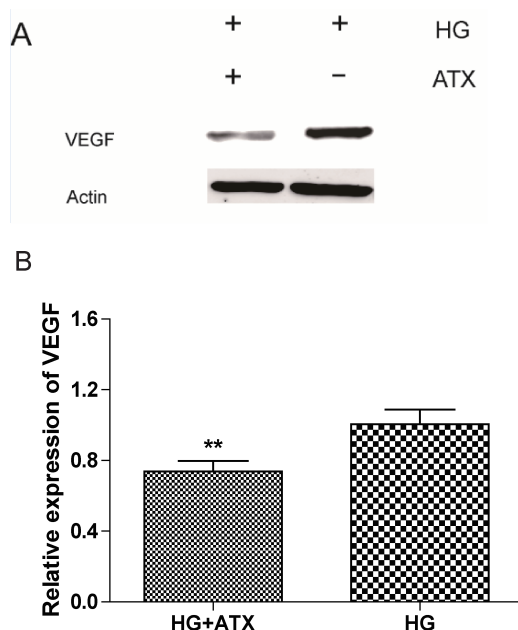 A
+ + HG
+ − ATX
VEGF
Actin
B
Relative expression of VEGF
1.6
1.2
0.8
0.4
0.0
**
HG+ATX HG